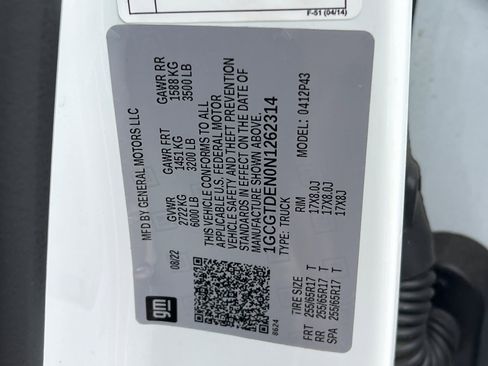 F-51 (04/14)
MFD BY GENERAL MOTORS LLC
08/22 GVWR GAWR FRT GAWR RR
2722 KG 1451 KG 1588 KG
6000 LB 3200 LB 3500 LB
THIS VEHICLE CONFORMS TO ALL
APPLICABLE U.S. FEDERAL MOTOR
VEHICLE SAFETY AND THEFT PREVENTION
STANDARDS IN EFFECT ON THE DATE OF
MANUFACTURE SHOWN ABOVE.
1GCGTDEN0N1262314
TYPE: TRUCK MODEL: 0412P43
gm
8624
TIRE SIZE RIM
FRT 255/65R17 T 17X8.0J
RR 255/65R17 T 17X8.0J
SPA 255/65R17 T 17X8J